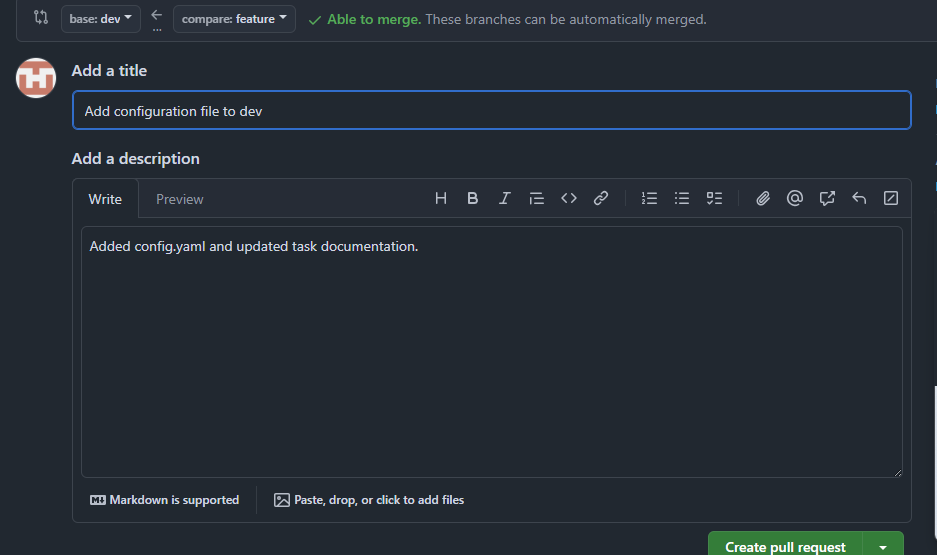 base: dev compare: feature Able to merge. These branches can be automatically merged.
Add a title
Add configuration file to dev
Add a description
Write Preview
Added config.yaml and updated task documentation.
Markdown is supported Paste, drop, or click to add files
Create pull request